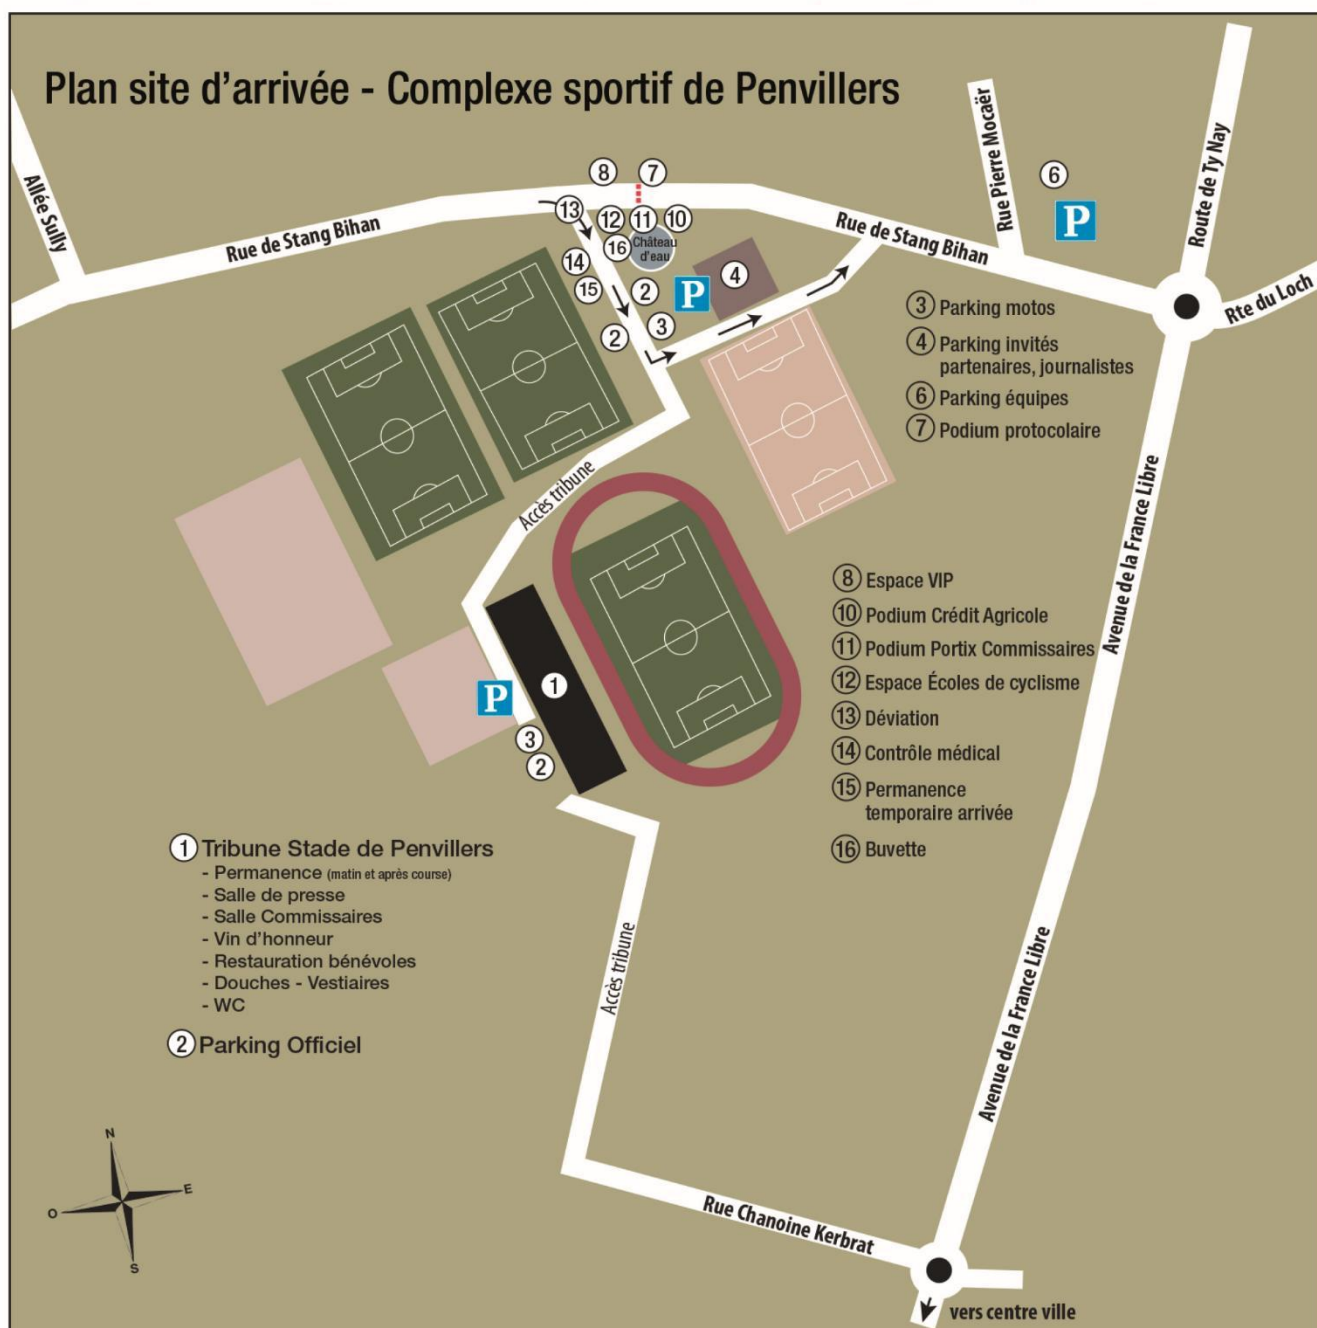 Plan site d'arrivée - Complexe sportif de Penvillers
Allée Sully
Rue de Stang Bihan
Rue Pierre Mocaër
Route de Ty Nay
8
7
6
P
13
12
11
10
Rue de Stang Bihan
16
Château
d'eau
14
15
2
P
4
2
3
Rte du Loch
3 Parking motos
4 Parking invités
partenaires, journalistes
6 Parking équipes
7 Podium protocolaire
Accès tribune
Avenue de la France Libre
8 Espace VIP
10 Podium Crédit Agricole
11 Podium Portix Commissaires
12 Espace Écoles de cyclisme
13 Déviation
14 Contrôle médical
15 Permanence
temporaire arrivée
16 Buvette
P
1
3
2
1 Tribune Stade de Penvillers
- Permanence (matin et après course)
- Salle de presse
- Salle Commissaires
- Vin d'honneur
- Restauration bénévoles
- Douches - Vestiaires
- WC
2 Parking Officiel
Accès tribune
Avenue de la France Libre
N
E
O
S
Rue Chanoine Kerbrat
vers centre ville